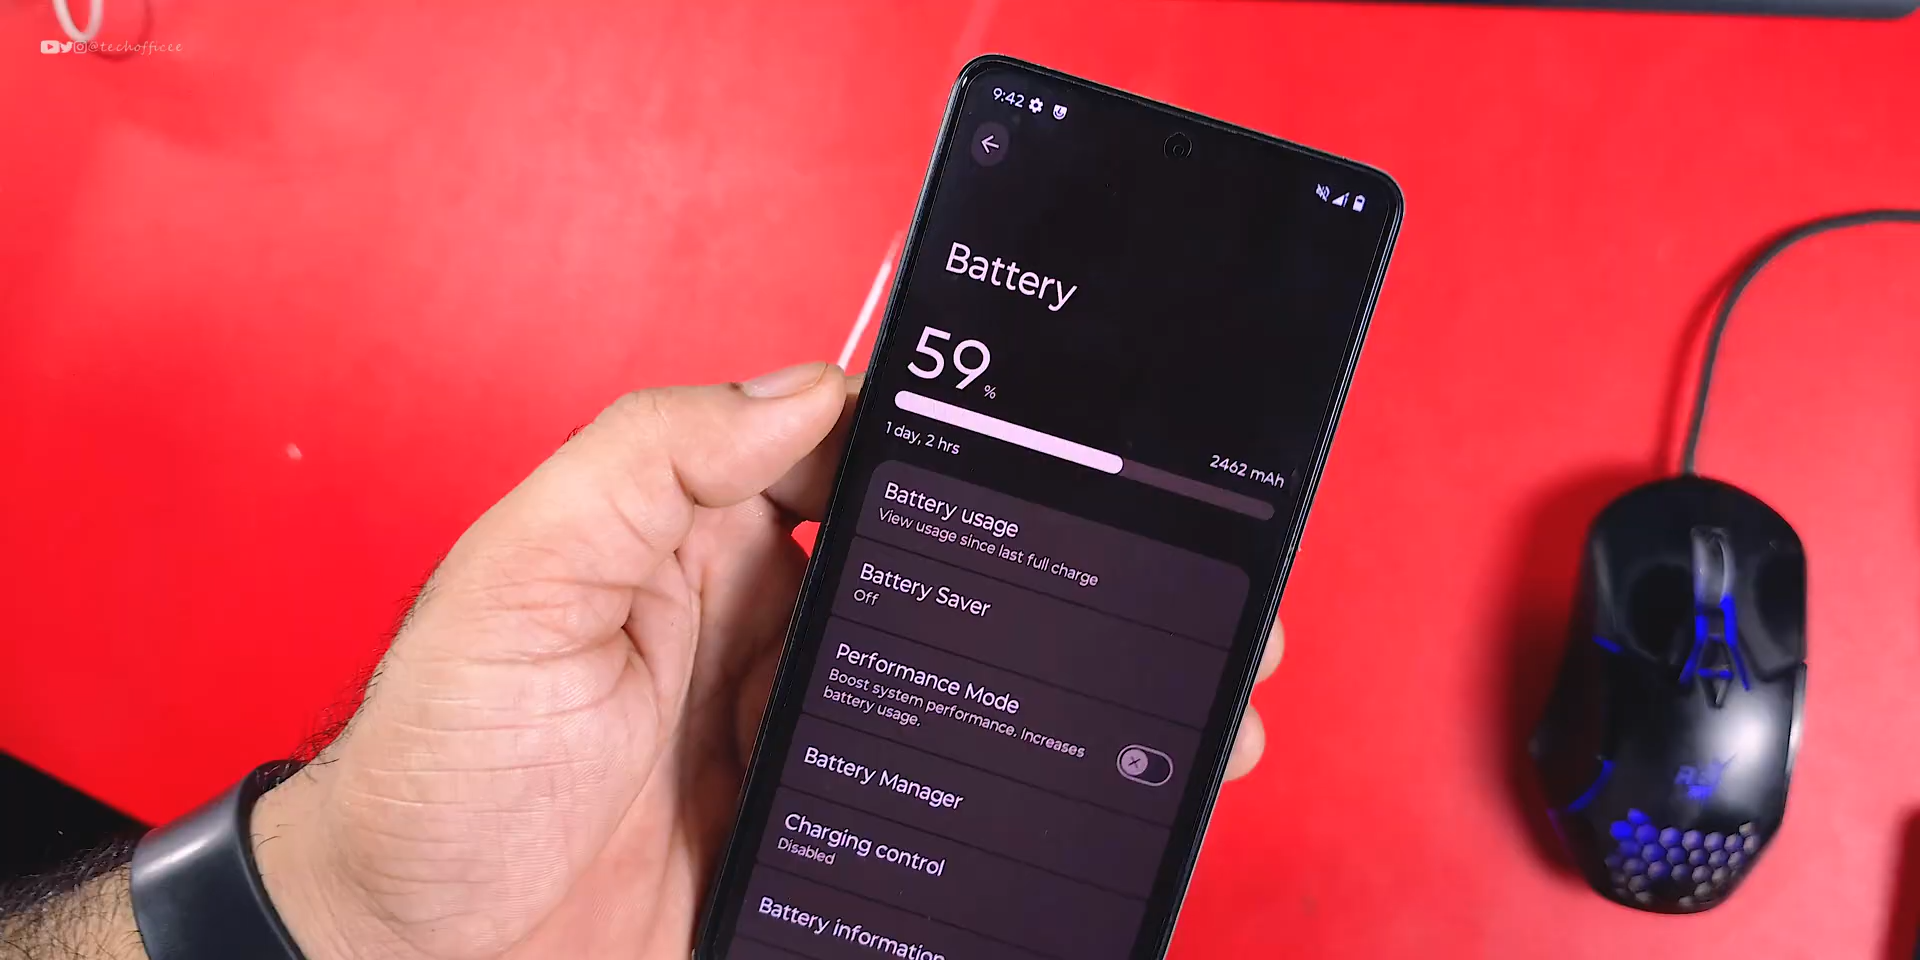 @techofficee
9:42
Battery
59%
1 day, 2 hrs
2462 mAh
Battery usage
View usage since last full charge
Battery Saver
Off
Performance Mode
Boost system performance. Increases
battery usage.
Battery Manager
Charging control
Disabled
Battery information